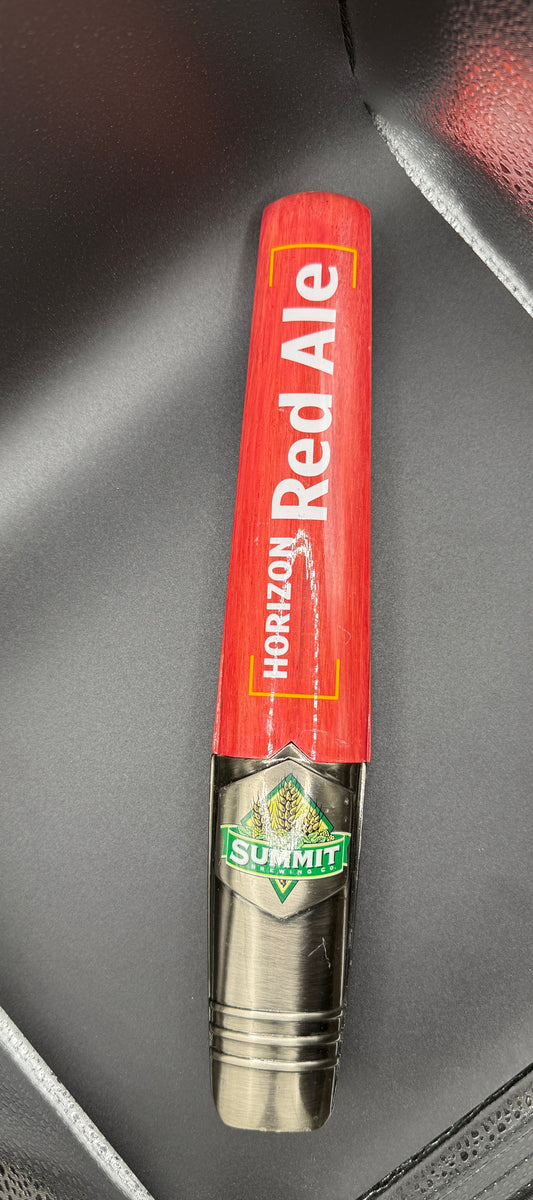 HORIZON
Red Ale
SUMMIT
BREWING CO.